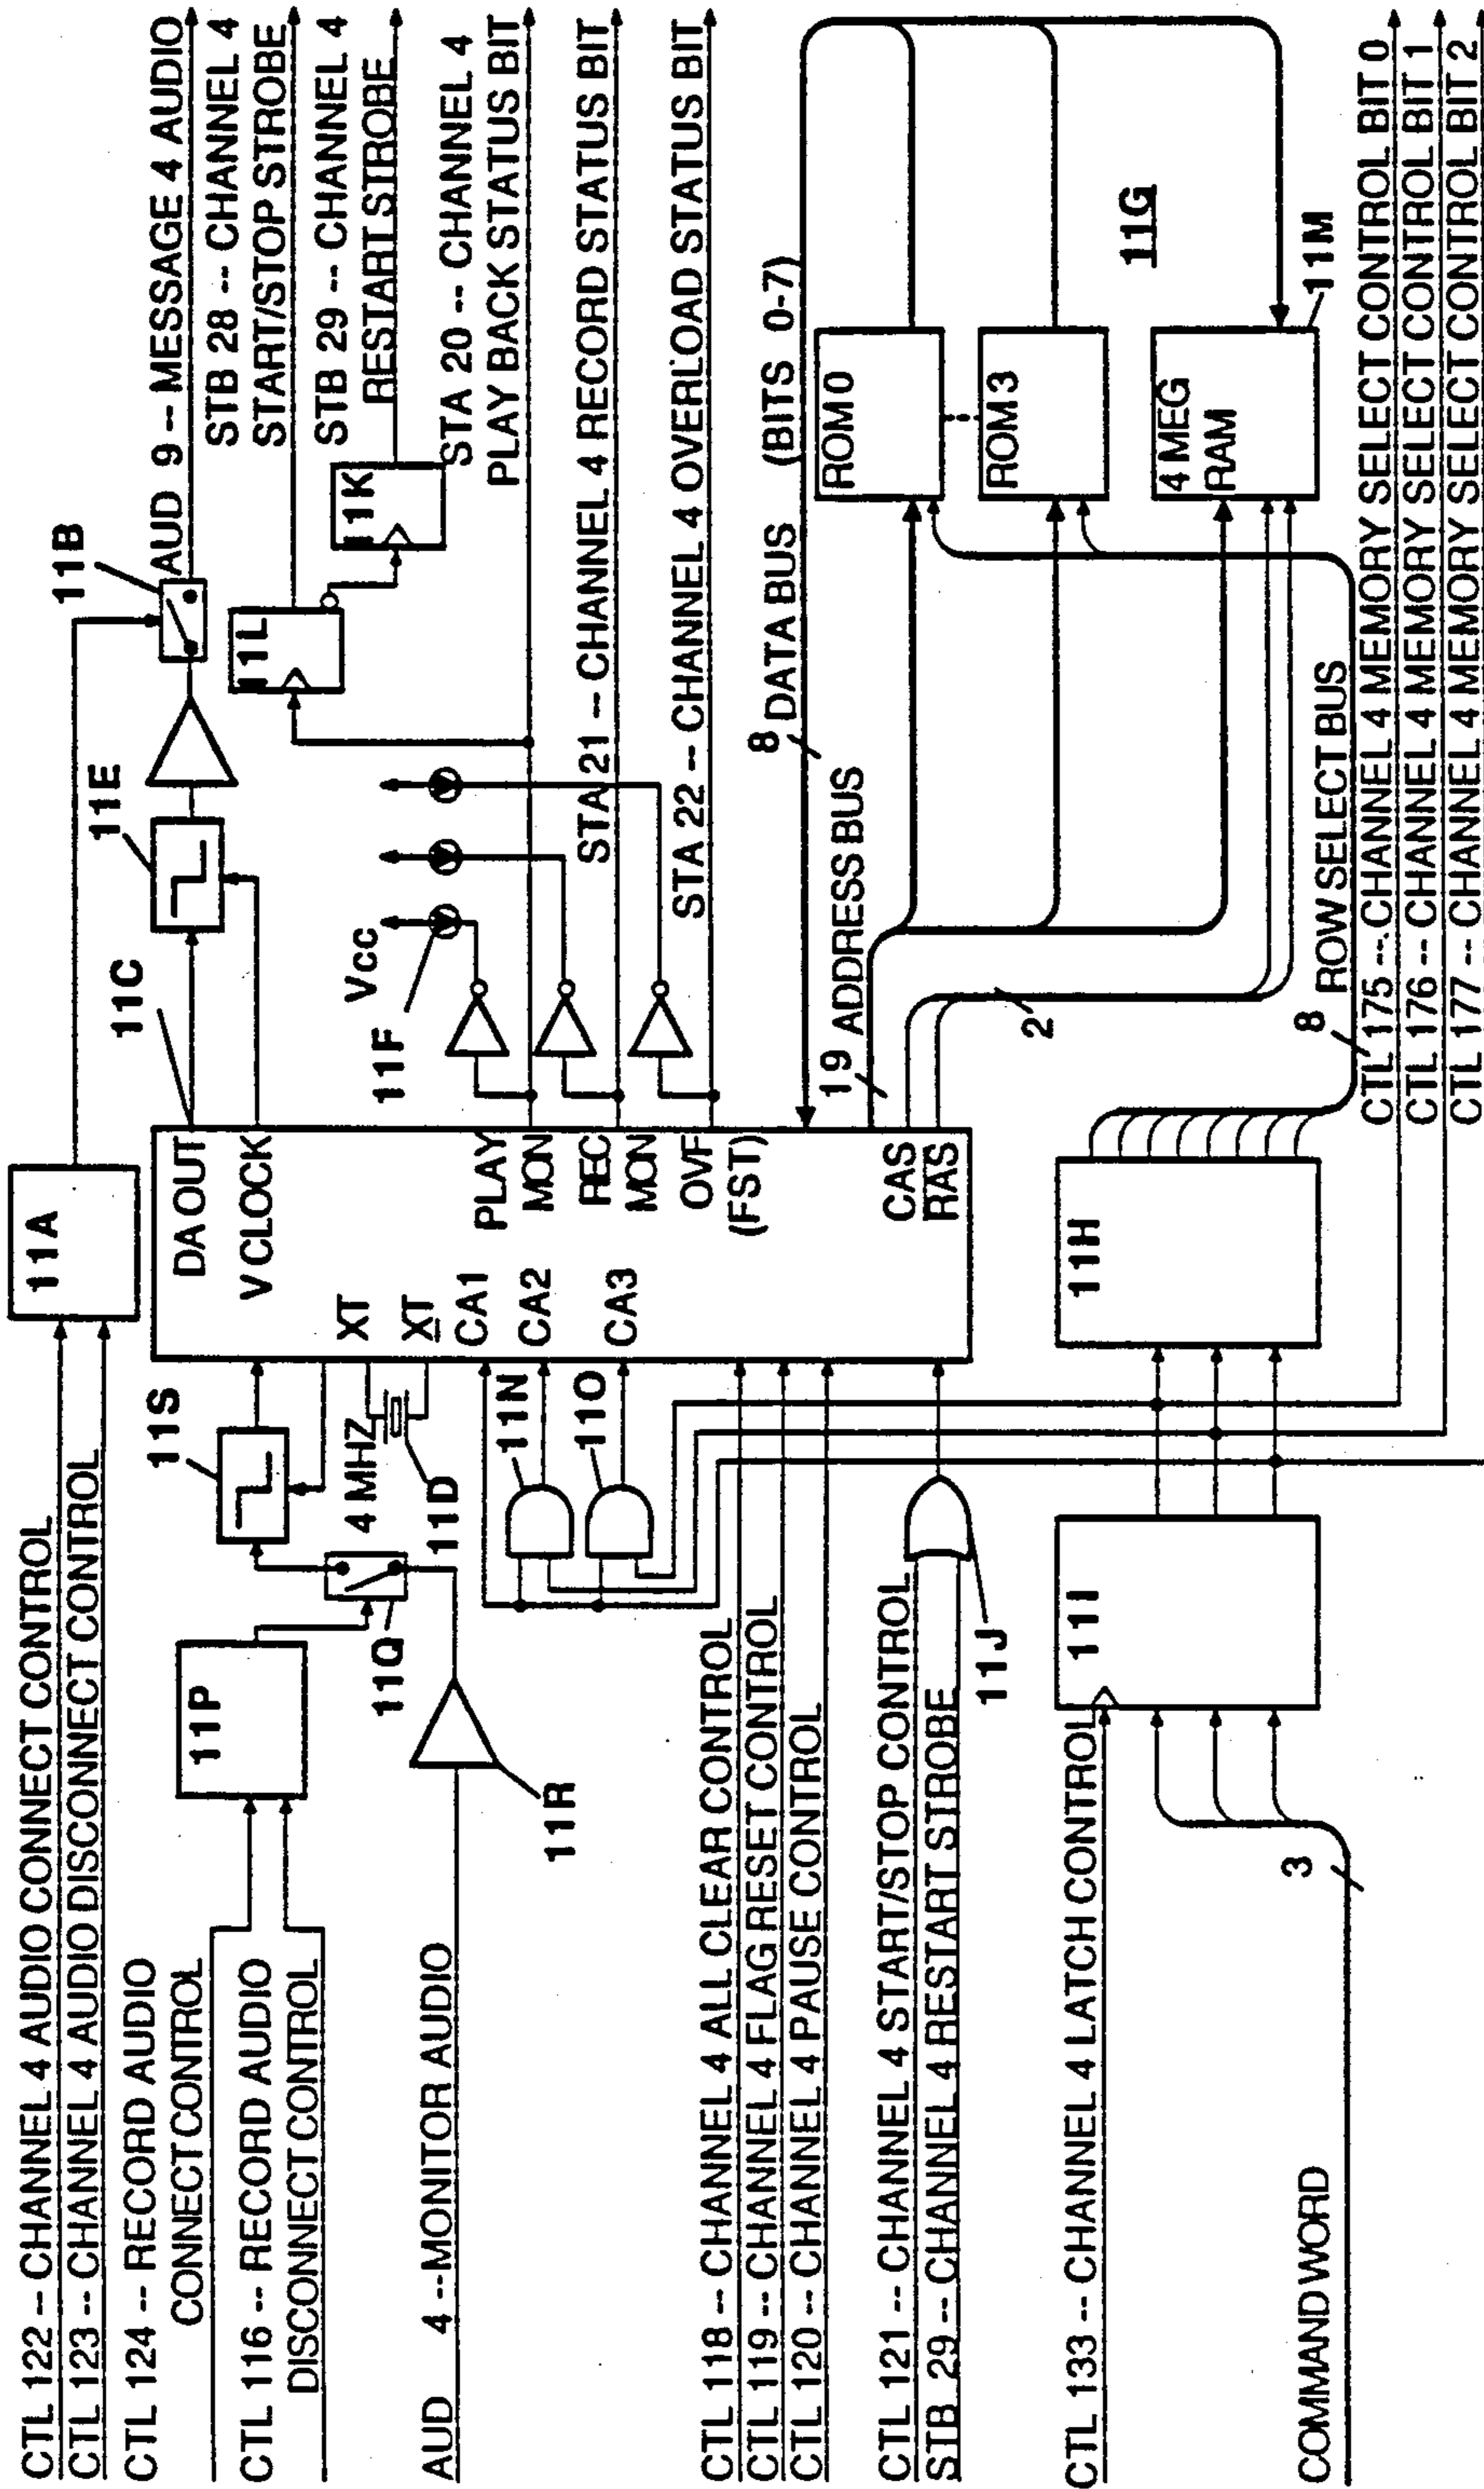 CTL 122 -- CHANNEL 4 AUDIO CONNECT CONTROL
CTL 123 -- CHANNEL 4 AUDIO DISCONNECT CONTROL
CTL 124 -- RECORD AUDIO
CONNECT CONTROL
CTL 116 -- RECORD AUDIO
DISCONNECT CONTROL
AUD 4 --MONITOR AUDIO
CTL 118 -- CHANNEL 4 ALL CLEAR CONTROL
CTL 119 -- CHANNEL 4 FLAG RESET CONTROL
CTL 120 -- CHANNEL 4 PAUSE CONTROL
CTL 121 -- CHANNEL 4 START/STOP CONTROL
STB 29 -- CHANNEL 4 RESTART STROBE
CTL 133 -- CHANNEL 4 LATCH CONTROL
COMMAND WORD
3
11P
11R
11Q
11S
4 MHZ
11D
11N
11O
11J
11I
11A
DA OUT
V CLOCK
XT
XT
CA1
CA2
CA3
PLAY
MON
REC
MON
OVF
(FST)
CAS
RAS
11H
11C
11E
11F
Vcc
11B
11L
11K
AUD 9 -- MESSAGE 4 AUDIO
STB 28 -- CHANNEL 4
START/STOP STROBE
STB 29 -- CHANNEL 4
RESTART STROBE
STA 20 -- CHANNEL 4
PLAY BACK STATUS BIT
STA 21 -- CHANNEL 4 RECORD STATUS BIT
STA 22 -- CHANNEL 4 OVERLOAD STATUS BIT
8 DATA BUS (BITS 0-7)
19 ADDRESS BUS
2
ROM 0
ROM 3
4 MEG
RAM
11G
11M
8 ROW SELECT BUS
CTL 175 -- CHANNEL 4 MEMORY SELECT CONTROL BIT 0
CTL 176 -- CHANNEL 4 MEMORY SELECT CONTROL BIT 1
CTL 177 -- CHANNEL 4 MEMORY SELECT CONTROL BIT 2